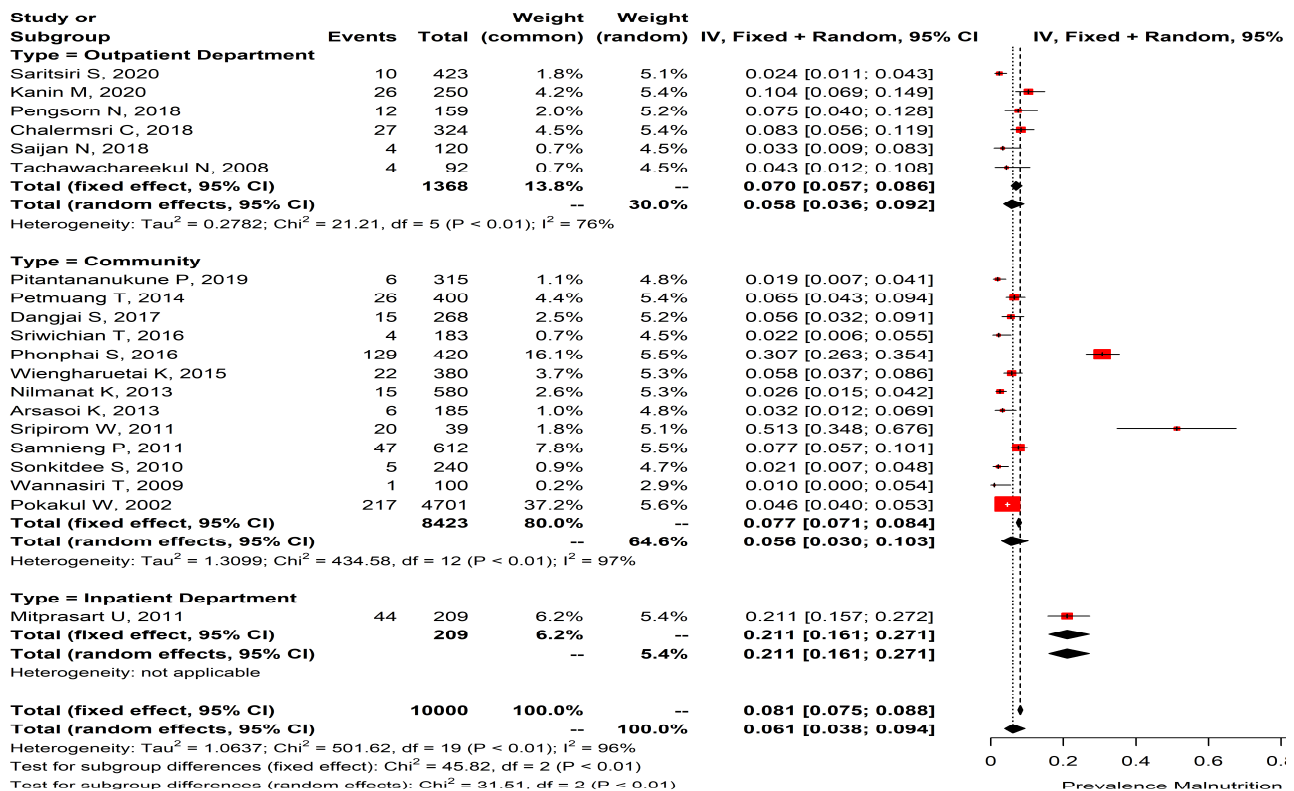 Study or Weight Weight
Subgroup Events Total (common) (random) IV, Fixed + Random, 95% CI IV, Fixed + Random, 95%
Type = Outpatient Department
Saritsiri S, 2020 10 423 1.8% 5.1% 0.024 [0.011; 0.043]
Kanin M, 2020 26 250 4.2% 5.4% 0.104 [0.069; 0.149]
Pengsorn N, 2018 12 159 2.0% 5.2% 0.075 [0.040; 0.128]
Chalermsri C, 2018 27 324 4.5% 5.4% 0.083 [0.056; 0.119]
Saijan N, 2018 4 120 0.7% 4.5% 0.033 [0.009; 0.083]
Tachawachareekul N, 2008 4 92 0.7% 4.5% 0.043 [0.012; 0.108]
Total (fixed effect, 95% CI) 1368 13.8% -- 0.070 [0.057; 0.086]
Total (random effects, 95% CI) -- 30.0% 0.058 [0.036; 0.092]
Heterogeneity: Tau² = 0.2782; Chi² = 21.21, df = 5 (P < 0.01); I² = 76%
Type = Community
Pitantananukune P, 2019 6 315 1.1% 4.8% 0.019 [0.007; 0.041]
Petmuang T, 2014 26 400 4.4% 5.4% 0.065 [0.043; 0.094]
Dangjai S, 2017 15 268 2.5% 5.2% 0.056 [0.032; 0.091]
Sriwichian T, 2016 4 183 0.7% 4.5% 0.022 [0.006; 0.055]
Phonphai S, 2016 129 420 16.1% 5.5% 0.307 [0.263; 0.354]
Wiengharuetai K, 2015 22 380 3.7% 5.3% 0.058 [0.037; 0.086]
Nilmanat K, 2013 15 580 2.6% 5.3% 0.026 [0.015; 0.042]
Arsasoi K, 2013 6 185 1.0% 4.8% 0.032 [0.012; 0.069]
Sripirom W, 2011 20 39 1.8% 5.1% 0.513 [0.348; 0.676]
Samnieng P, 2011 47 612 7.8% 5.5% 0.077 [0.057; 0.101]
Sonkitdee S, 2010 5 240 0.9% 4.7% 0.021 [0.007; 0.048]
Wannasiri T, 2009 1 100 0.2% 2.9% 0.010 [0.000; 0.054]
Pokakul W, 2002 217 4701 37.2% 5.6% 0.046 [0.040; 0.053]
Total (fixed effect, 95% CI) 8423 80.0% -- 0.077 [0.071; 0.084]
Total (random effects, 95% CI) -- 64.6% 0.056 [0.030; 0.103]
Heterogeneity: Tau² = 1.3099; Chi² = 434.58, df = 12 (P < 0.01); I² = 97%
Type = Inpatient Department
Mitprasart U, 2011 44 209 6.2% 5.4% 0.211 [0.157; 0.272]
Total (fixed effect, 95% CI) 209 6.2% -- 0.211 [0.161; 0.271]
Total (random effects, 95% CI) -- 5.4% 0.211 [0.161; 0.271]
Heterogeneity: not applicable
Total (fixed effect, 95% CI) 10000 100.0% -- 0.081 [0.075; 0.088]
Total (random effects, 95% CI) -- 100.0% 0.061 [0.038; 0.094]
Heterogeneity: Tau² = 1.0637; Chi² = 501.62, df = 19 (P < 0.01); I² = 96%
Test for subgroup differences (fixed effect): Chi² = 45.82, df = 2 (P < 0.01)
Test for subgroup differences (random effects): Chi² = 31.51, df = 2 (P < 0.01)
0 0.2 0.4 0.6
Prevalence Malnutrition